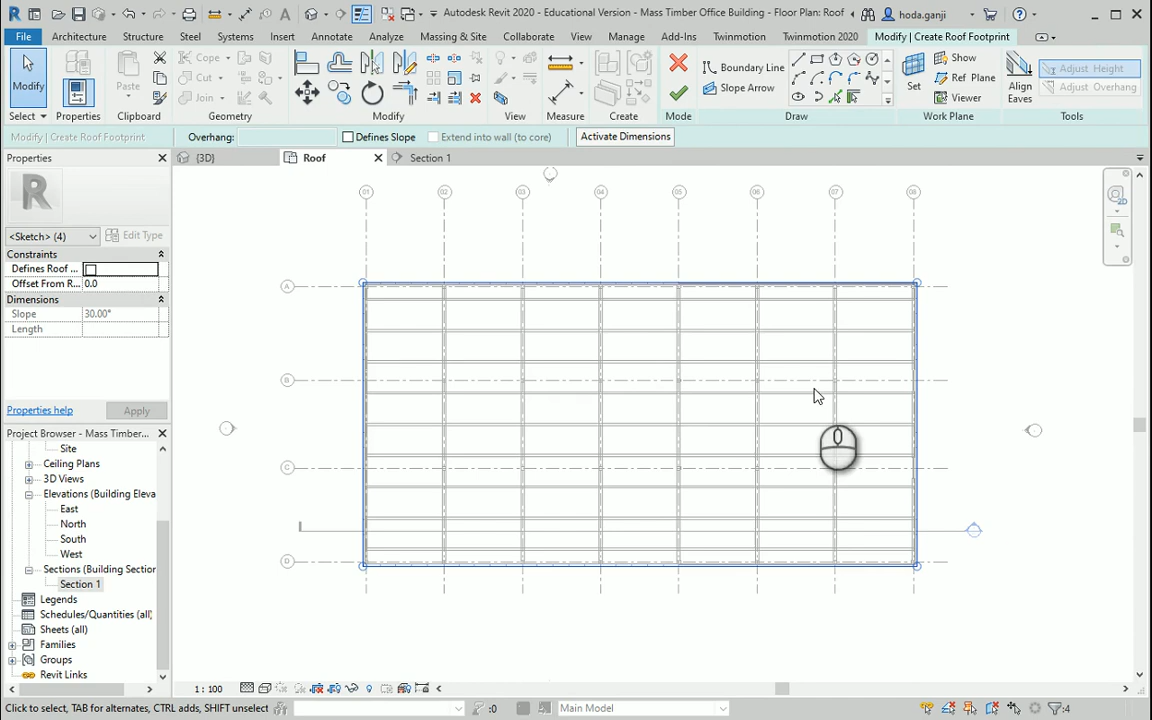 Autodesk Revit 2020 - Educational Version - Mass Timber Office Building - Floor Plan: Roof
hoda.ganji
File Architecture Structure Steel Systems Insert Annotate Analyze Massing & Site Collaborate View Manage Add-Ins Twinmotion Twinmotion 2020 Modify | Create Roof Footprint
Modify
Paste
Cope
Cut
Join
Boundary Line
Slope Arrow
Set
Show
Ref Plane
Viewer
Align Eaves
Adjust Height
Adjust Overhang
Select Properties Clipboard Geometry Modify View Measure Create Mode Draw Work Plane Tools
Modify | Create Roof Footprint Overhang: Defines Slope Extend into wall (to core) Activate Dimensions
Properties
{3D} Roof Section 1
R
<Sketch> (4) Edit Type
Constraints
Defines Roof ...
Offset From R... 0.0
Dimensions
Slope 30.00°
Length
Properties help Apply
Project Browser - Mass Timber...
Site
Ceiling Plans
3D Views
Elevations (Building Eleva
East
North
South
West
Sections (Building Section
Section 1
Legends
Schedules/Quantities (all)
Sheets (all)
Families
Groups
Revit Links
01 02 03 04 05 06 07 08
A
B
C
D
2D
1 : 100
Click to select, TAB for alternates, CTRL adds, SHIFT unselect :0 Main Model :4